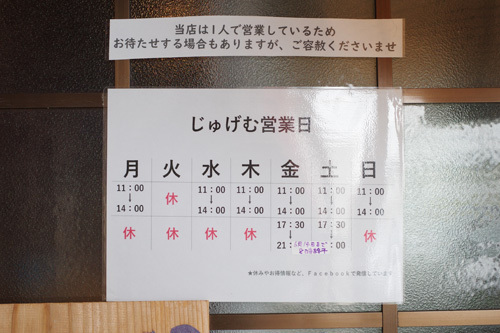 当店は1人で営業しているため
お待たせする場合もありますが、ご容赦くださいませ
じゅげむ営業日
月 火 水 木 金 土 日
11:00 ↓ 14:00 休 11:00 ↓ 14:00 11:00 ↓ 14:00 11:00 ↓ 14:00 11:00 ↓ 14:00 11:00 ↓ 14:00
休 休 休 休 17:30 ↓ 21: 17:30 ↓ :00 休
★休みやお得情報など、Facebookで発信しています